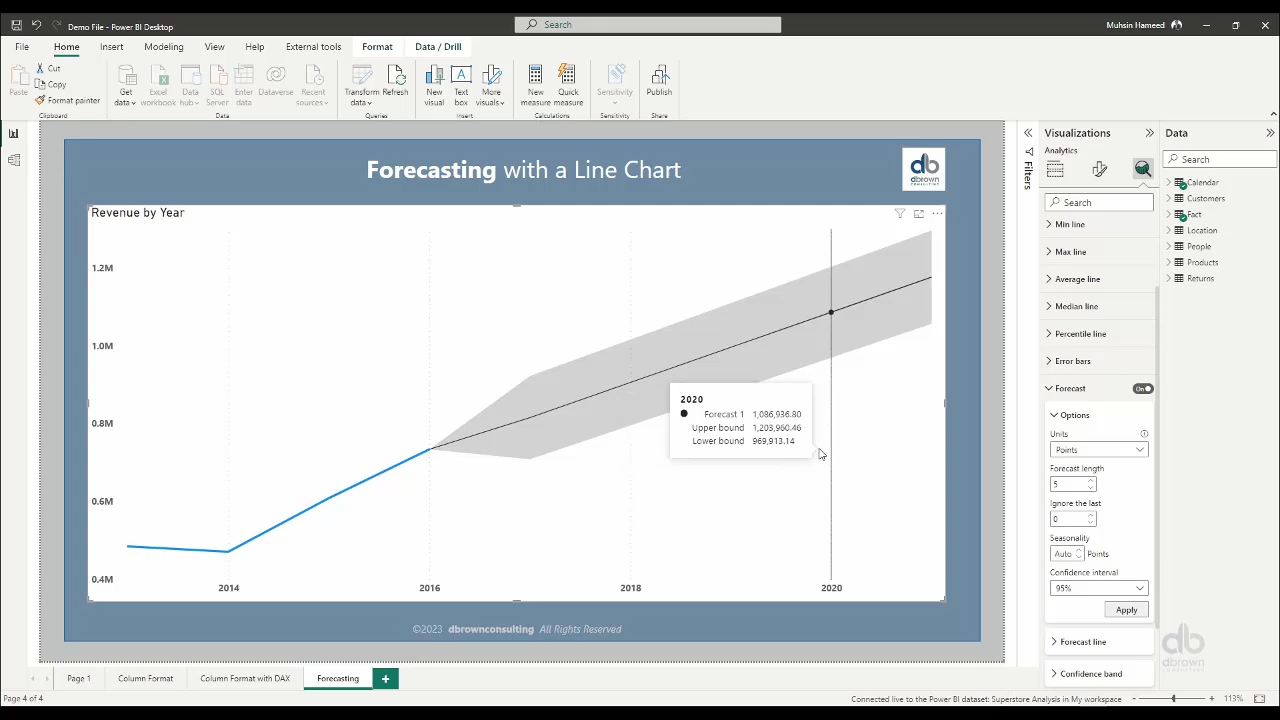 Demo File - Power BI Desktop
Search
Muhsin Hameed
File Home Insert Modeling View Help External tools Format Data / Drill
Paste
Cut
Copy
Format painter
Clipboard
Get data
Excel workbook
Data hub
SQL Server
Enter data
Dataverse
Recent sources
Data
Transform data
Refresh
Queries
New visual
Text box
More visuals
Insert
New measure
Quick measure
Calculations
Sensitivity
Sensitivity
Publish
Share
Forecasting with a Line Chart
db
dbrown
CONSULTING
Revenue by Year
1.2M
1.0M
0.8M
0.6M
0.4M
2014 2016 2018 2020
2020
Forecast 1 1,086,936.80
Upper bound 1,203,960.46
Lower bound 969,913.14
©2023 dbrownconsulting All Rights Reserved
Filters
Visualizations
Analytics
Search
Min line
Max line
Average line
Median line
Percentile line
Error bars
Forecast On
Options
Units
Points
Forecast length
5
Ignore the last
0
Seasonality
Auto Points
Confidence interval
95%
Apply
Forecast line
Confidence band
Data
Search
Calendar
Customers
Fact
Location
People
Products
Returns
db
dbrown
Page 1 Column Format Column Format with DAX Forecasting +
Page 4 of 4
Connected live to the Power BI dataset: Superstore Analysis in My workspace
- + 113%